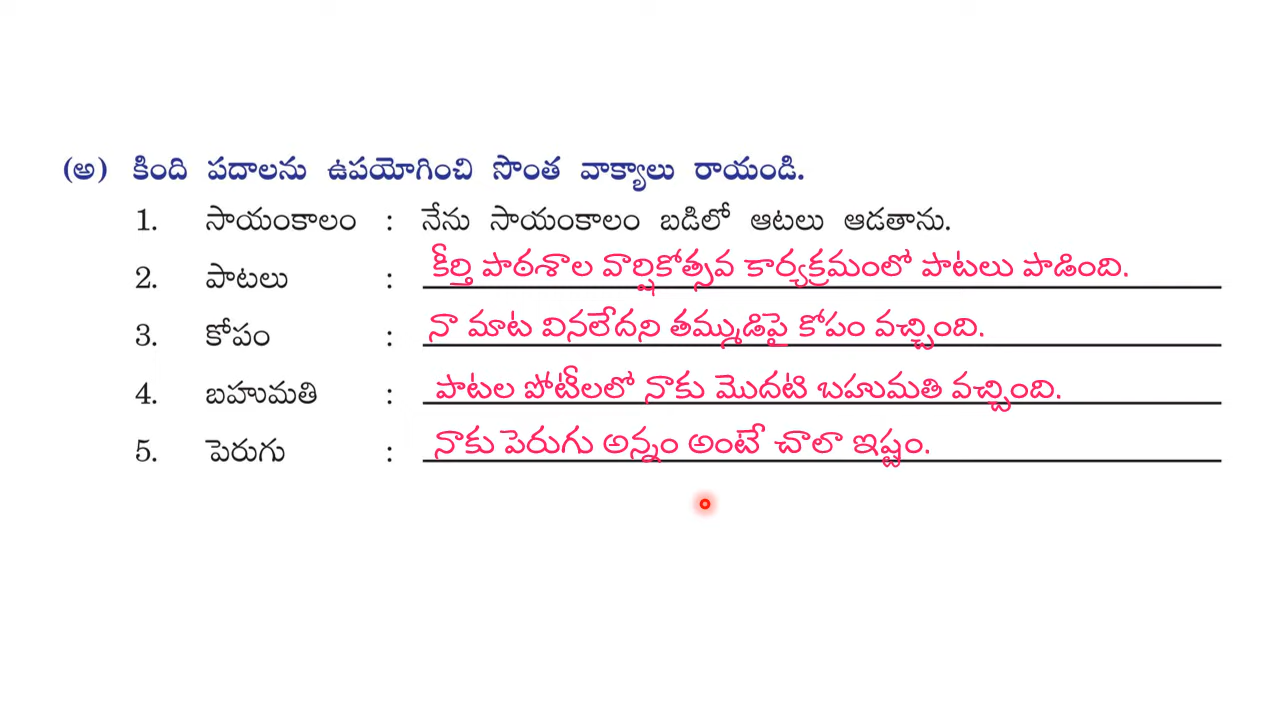 (అ) కింది పదాలను ఉపయోగించి సొంత వాక్యాలు రాయండి.
1. సాయంకాలం : నేను సాయంకాలం బడిలో ఆటలు ఆడతాను.
2. పాటలు : కీర్తి పాఠశాల వార్షికోత్సవ కార్యక్రమంలో పాటలు పాడింది.
3. కోపం : నా మాట వినలేదని తమ్ముడిపై కోపం వచ్చింది.
4. బహుమతి : పాటల పోటీలలో నాకు మొదటి బహుమతి వచ్చింది.
5. పెరుగు : నాకు పెరుగు అన్నం అంటే చాలా ఇష్టం.